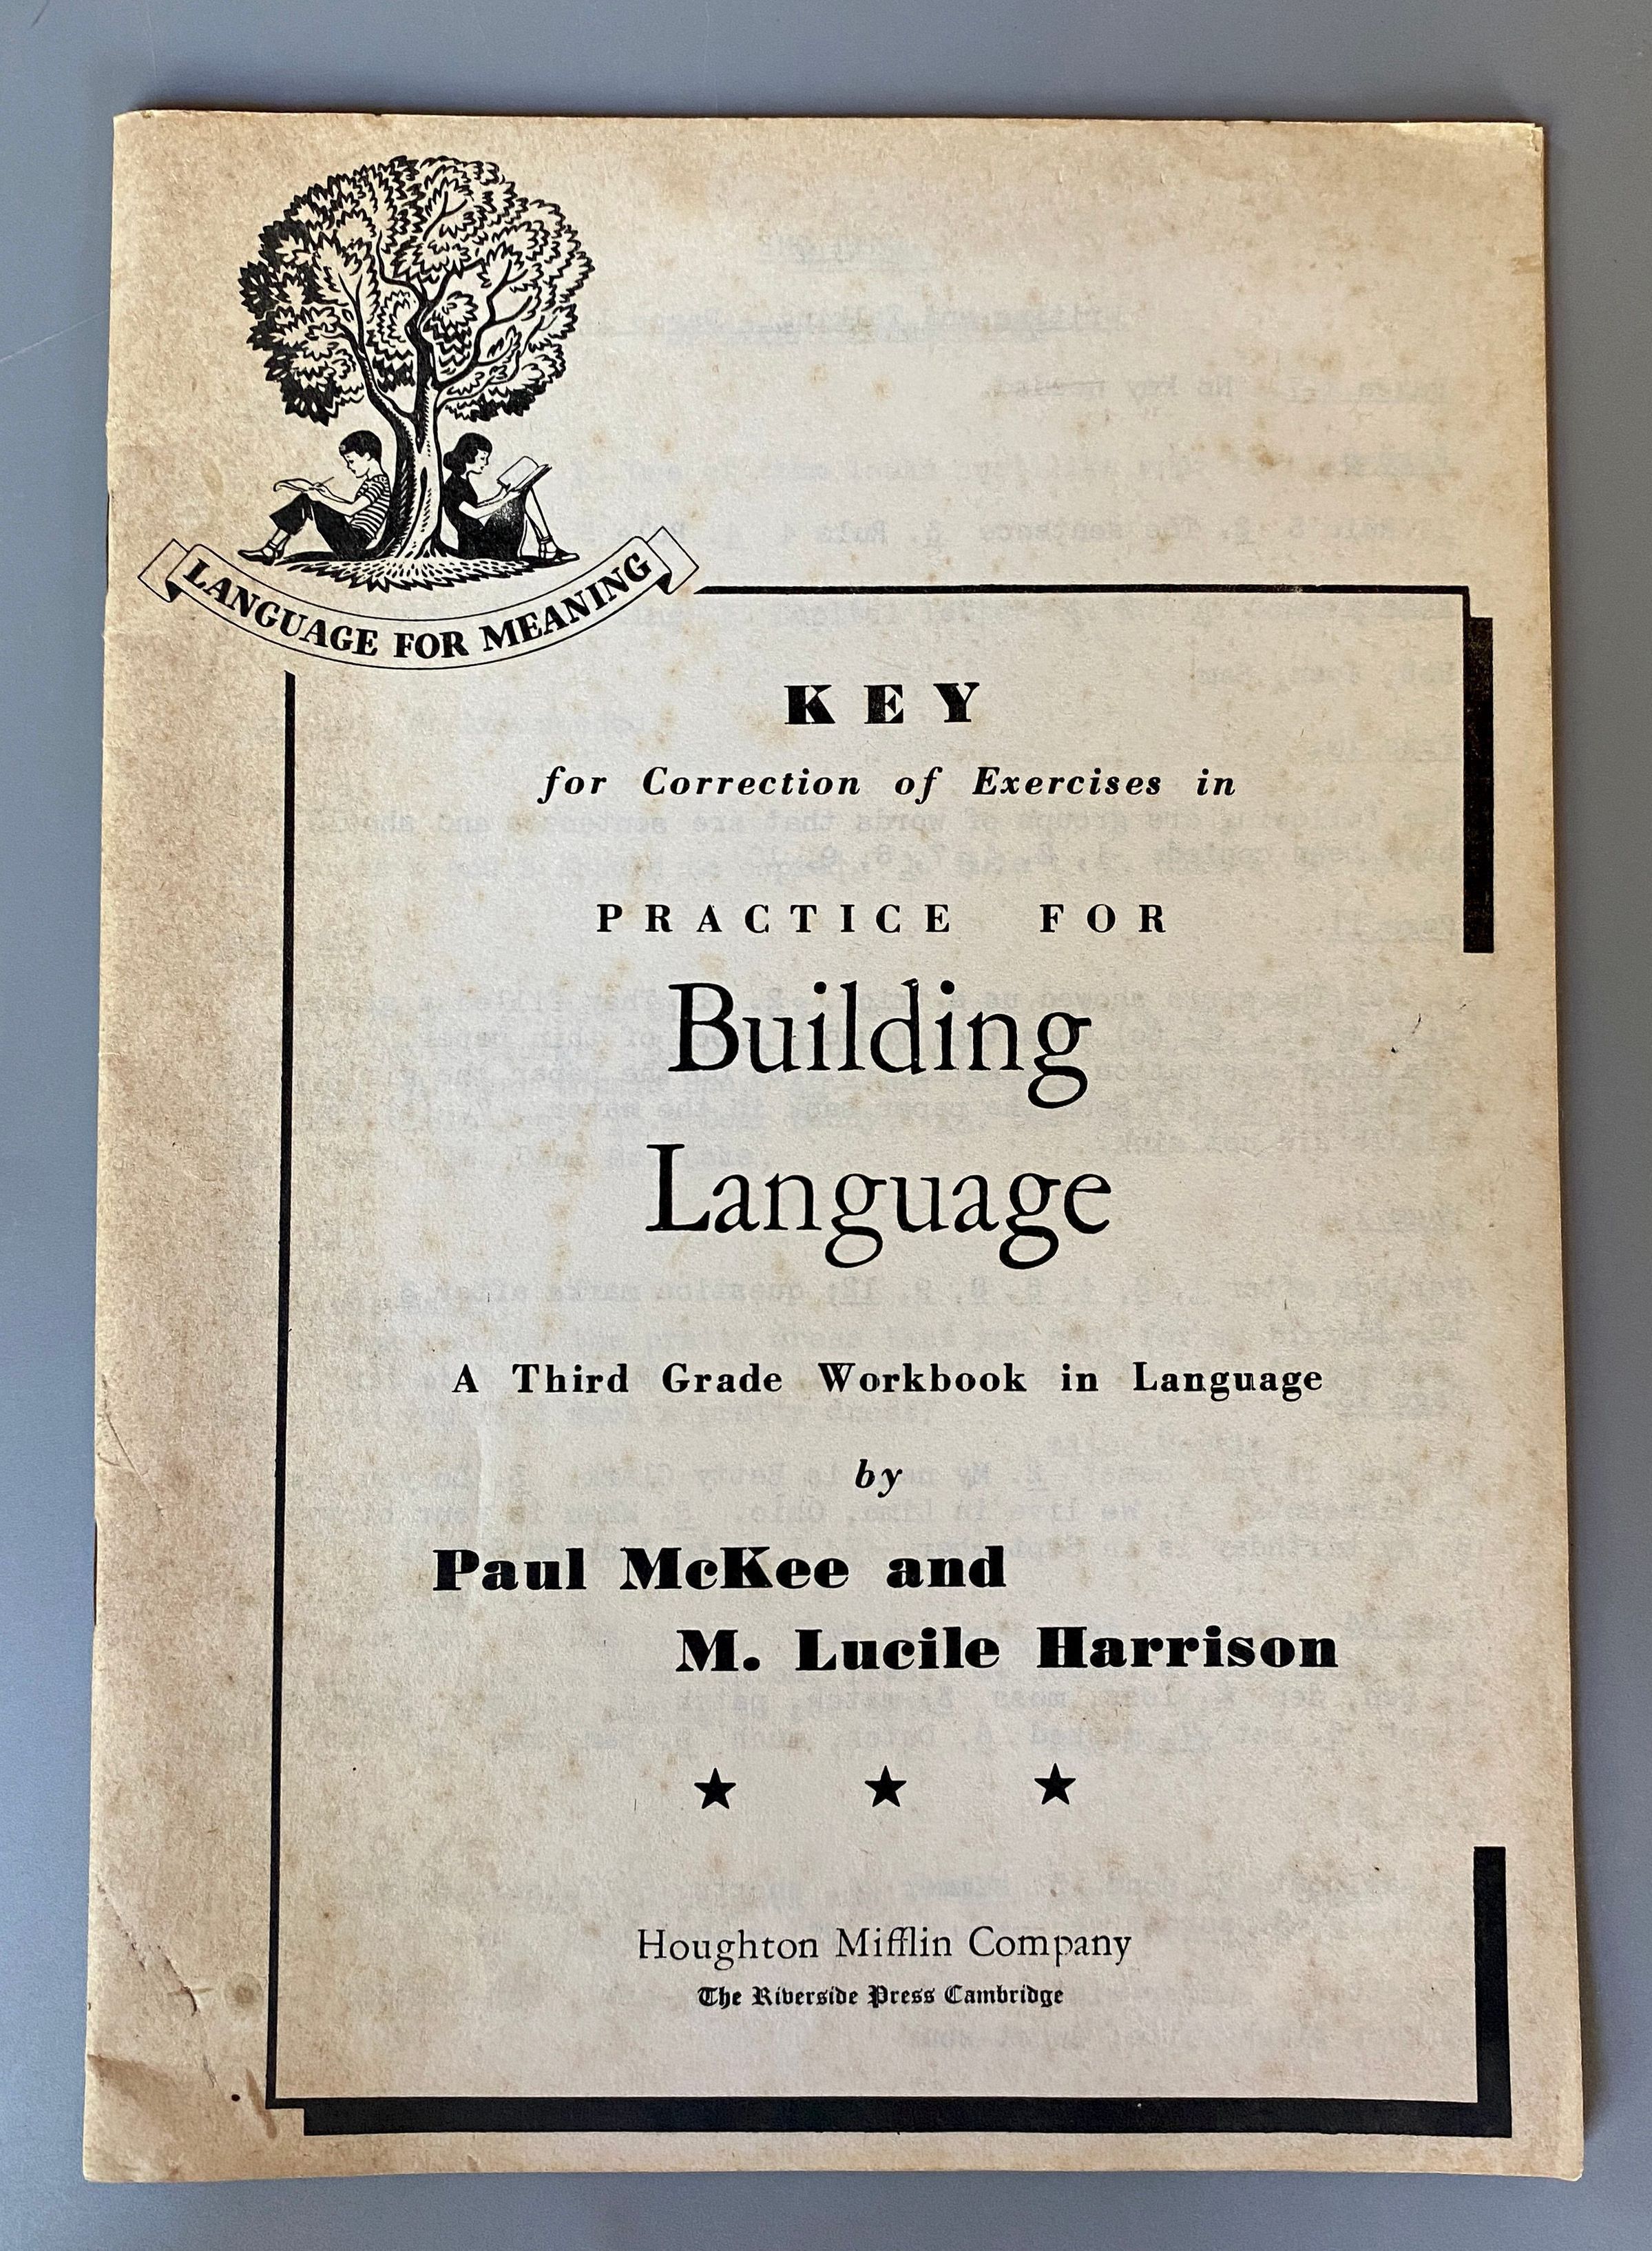 LANGUAGE FOR MEANING
KEY
for Correction of Exercises in
PRACTICE FOR
Building
Language
A Third Grade Workbook in Language
by
Paul McKee and
M. Lucile Harrison
Houghton Mifflin Company
The Riverside Press Cambridge